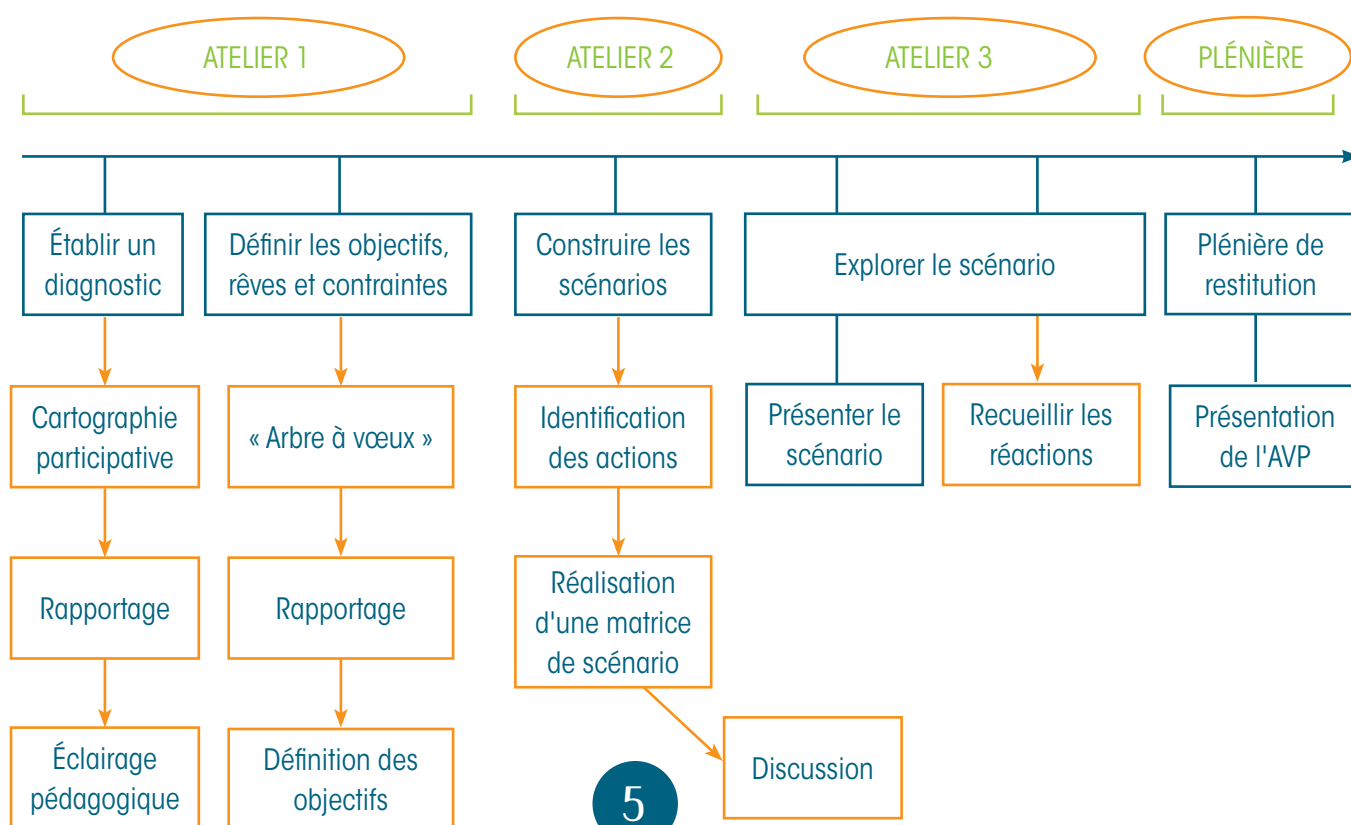 ATELIER 1
ATELIER 2
ATELIER 3
PLÉNIÈRE
Établir un
diagnostic
Définir les objectifs,
rêves et contraintes
Construire les
scénarios
Explorer le scénario
Plénière de
restitution
Cartographie
participative
« Arbre à vœux »
Identification
des actions
Présenter le
scénario
Recueillir les
réactions
Présentation
de l'AVP
Rapportage
Rapportage
Réalisation
d'une matrice
de scénario
Éclairage
pédagogique
Définition des
objectifs
Discussion
5